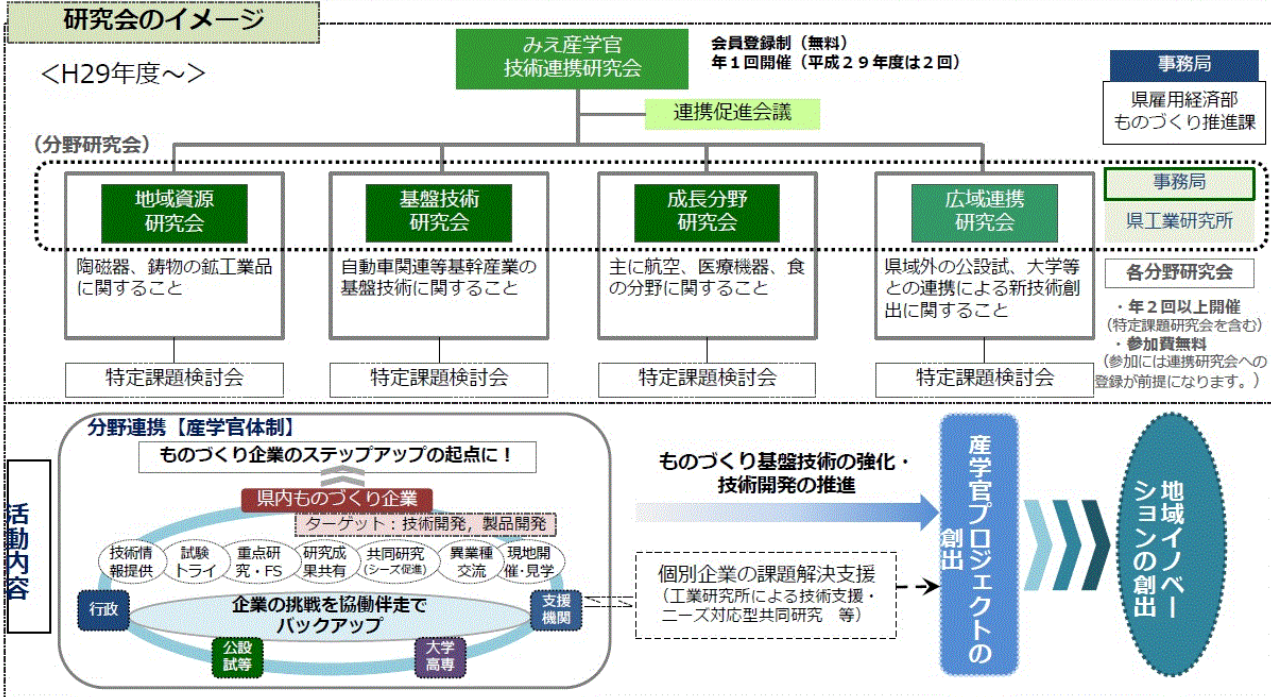 研究会のイメージ
<H29年度～>
みえ産学官
技術連携研究会
会員登録制（無料）
年１回開催（平成２９年度は２回）
事務局
県雇用経済部
ものづくり推進課
連携促進会議
（分野研究会）
地域資源
研究会
陶磁器、鋳物の鉱工業品
に関すること
特定課題検討会
基盤技術
研究会
自動車関連等基幹産業の
基盤技術に関すること
特定課題検討会
成長分野
研究会
主に航空、医療機器、食
の分野に関すること
特定課題検討会
広域連携
研究会
県域外の公設試、大学等
との連携による新技術創
出に関すること
特定課題検討会
事務局
県工業研究所
各分野研究会
・年２回以上開催
（特定課題研究会を含む）
・参加費無料
（参加には連携研究会への
登録が前提になります。）
活動内容
分野連携【産学官体制】
ものづくり企業のステップアップの起点に！
県内ものづくり企業
ターゲット：技術開発，製品開発
技術情
報提供
試験
トライ
重点研
究・FS
研究成
果共有
共同研究
（シーズ促進）
異業種
交流
現地開
催・見学
行政
企業の挑戦を協働伴走で
バックアップ
支援
機関
公設
試等
大学
高専
ものづくり基盤技術の強化・
技術開発の推進
個別企業の課題解決支援
（工業研究所による技術支援・
ニーズ対応型共同研究　等）
産学官プロジェクトの
創出
地域イノベー
ションの創出